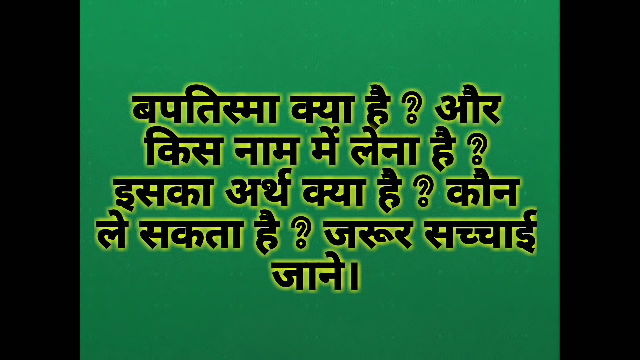 बपतिस्मा क्या है ? और
किस नाम में लेना है ?
इसका अर्थ क्या है ? कौन
ले सकता है ? जरूर सच्चाई
जाने।